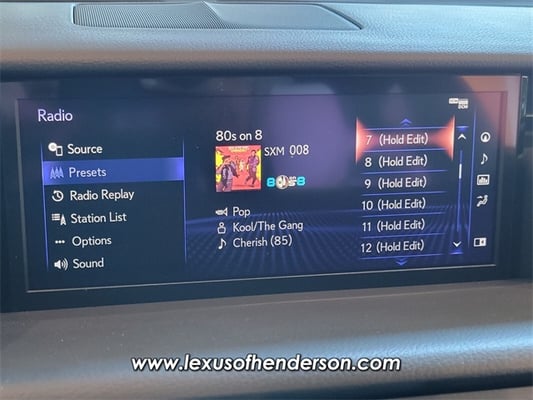 Radio
Source
Presets
Radio Replay
Station List
Options
Sound
80s on 8
SXM 008
80s8
Pop
Kool/The Gang
Cherish (85)
7 (Hold Edit)
8 (Hold Edit)
9 (Hold Edit)
10 (Hold Edit)
11 (Hold Edit)
12 (Hold Edit)
www.lexusofhenderson.com